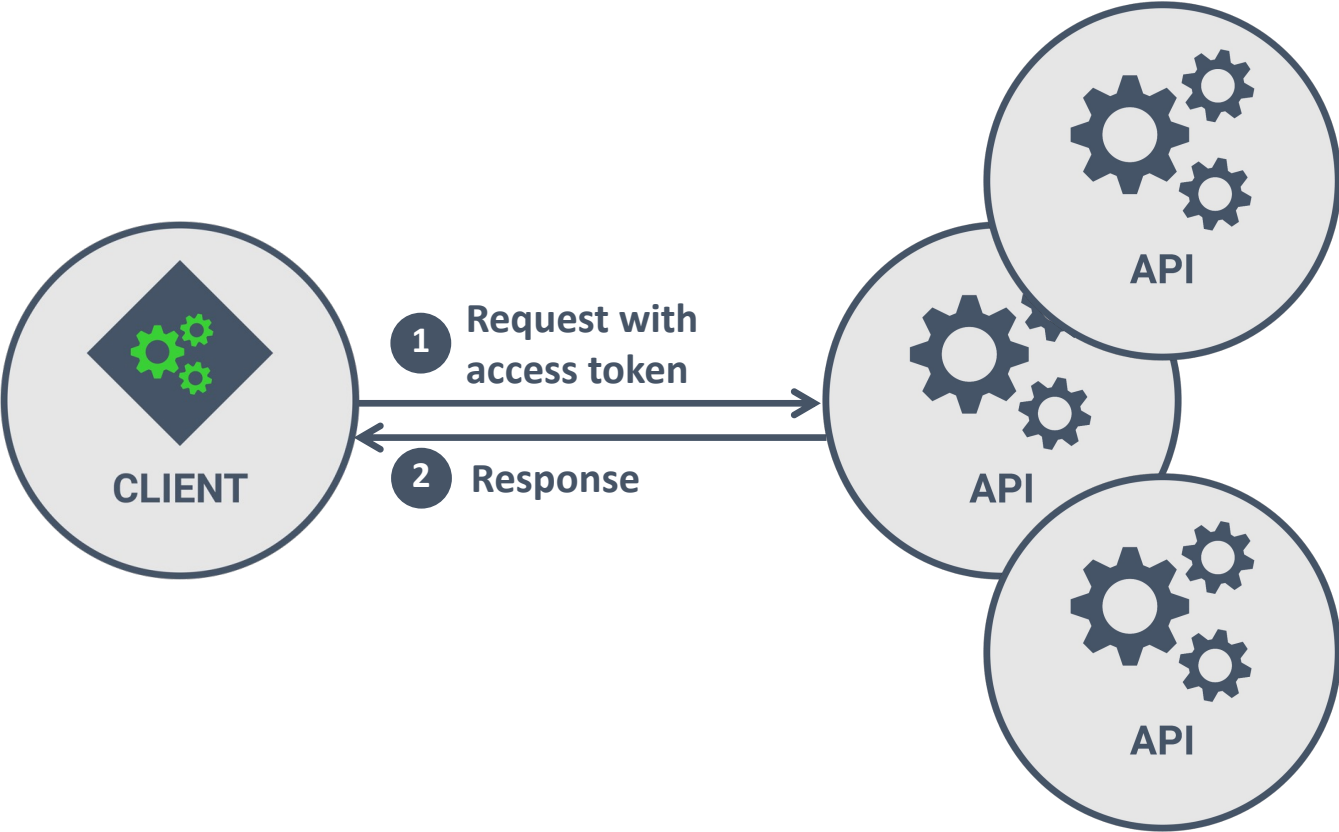 API
1
Request with
access token
2
Response
CLIENT
API
API